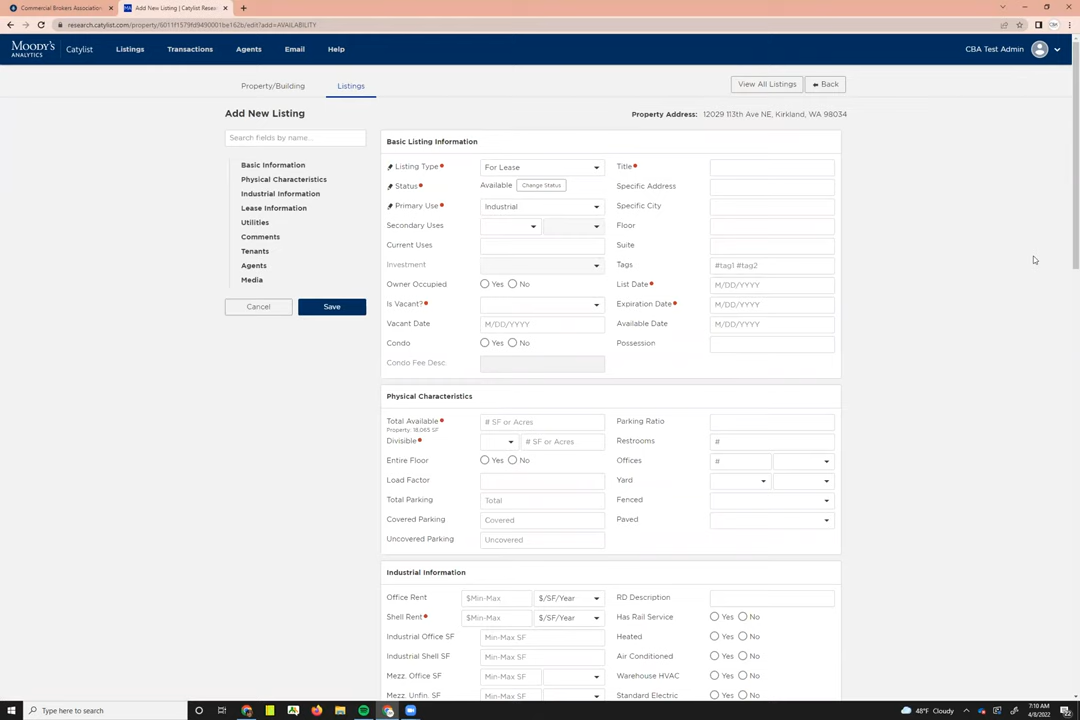 Commercial Brokers Association
Add New Listing | Catylist Resea
research.catylist.com/property/6011f1579fd9490001be162b/edit?add=AVAILABILITY
MOODY'S ANALYTICS Catylist Listings Transactions Agents Email Help CBA Test Admin
Property/Building Listings View All Listings Back
Add New Listing Property Address: 12029 113th Ave NE, Kirkland, WA 98034
Search fields by name...
Basic Information
Physical Characteristics
Industrial Information
Lease Information
Utilities
Comments
Tenants
Agents
Media
Cancel Save
Basic Listing Information
Listing Type For Lease Title
Status Available Change Status Specific Address
Primary Use Industrial Specific City
Secondary Uses Floor
Current Uses Suite
Investment Tags #tag1 #tag2
Owner Occupied Yes No List Date M/DD/YYYY
Is Vacant? Expiration Date M/DD/YYYY
Vacant Date M/DD/YYYY Available Date M/DD/YYYY
Condo Yes No Possession
Condo Fee Desc
Physical Characteristics
Total Available # SF or Acres Parking Ratio
Property: 18,065 SF
Divisible # SF or Acres Restrooms #
Entire Floor Yes No Offices #
Load Factor Yard
Total Parking Total Fenced
Covered Parking Covered Paved
Uncovered Parking Uncovered
Industrial Information
Office Rent $Min-Max $/SF/Year RD Description
Shell Rent $Min-Max $/SF/Year Has Rail Service Yes No
Industrial Office SF Min-Max SF Heated Yes No
Industrial Shell SF Min-Max SF Air Conditioned Yes No
Mezz. Office SF Min-Max SF Warehouse HVAC Yes No
Mezz. Unfin. SF Min-Max SF Standard Electric Yes No
Type here to search 48°F Cloudy 7:10 AM
4/8/2022